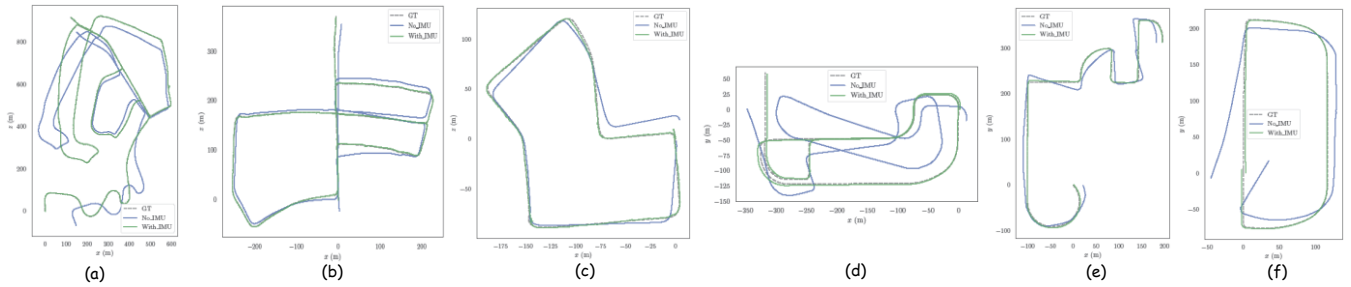 GT
No_IMU
With_IMU
z (m)
800
600
400
200
0
0 100 200 300 400 500 600
x (m)
(a)
GT
No_IMU
With_IMU
z (m)
300
200
100
0
−200 0 200
x (m)
(b)
GT
No_IMU
With_IMU
z (m)
100
50
0
−50
−175 −150 −125 −100 −75 −50 −25 0
x (m)
(c)
GT
No_IMU
With_IMU
y (m)
50
25
0
−25
−50
−75
−100
−125
−150
−350 −300 −250 −200 −150 −100 −50 0
x (m)
(d)
GT
No_IMU
With_IMU
y (m)
300
200
100
0
−100
−100 −50 0 50 100 150 200
x (m)
(e)
GT
No_IMU
With_IMU
y (m)
200
150
100
50
0
−50 0 50 100
x (m)
(f)